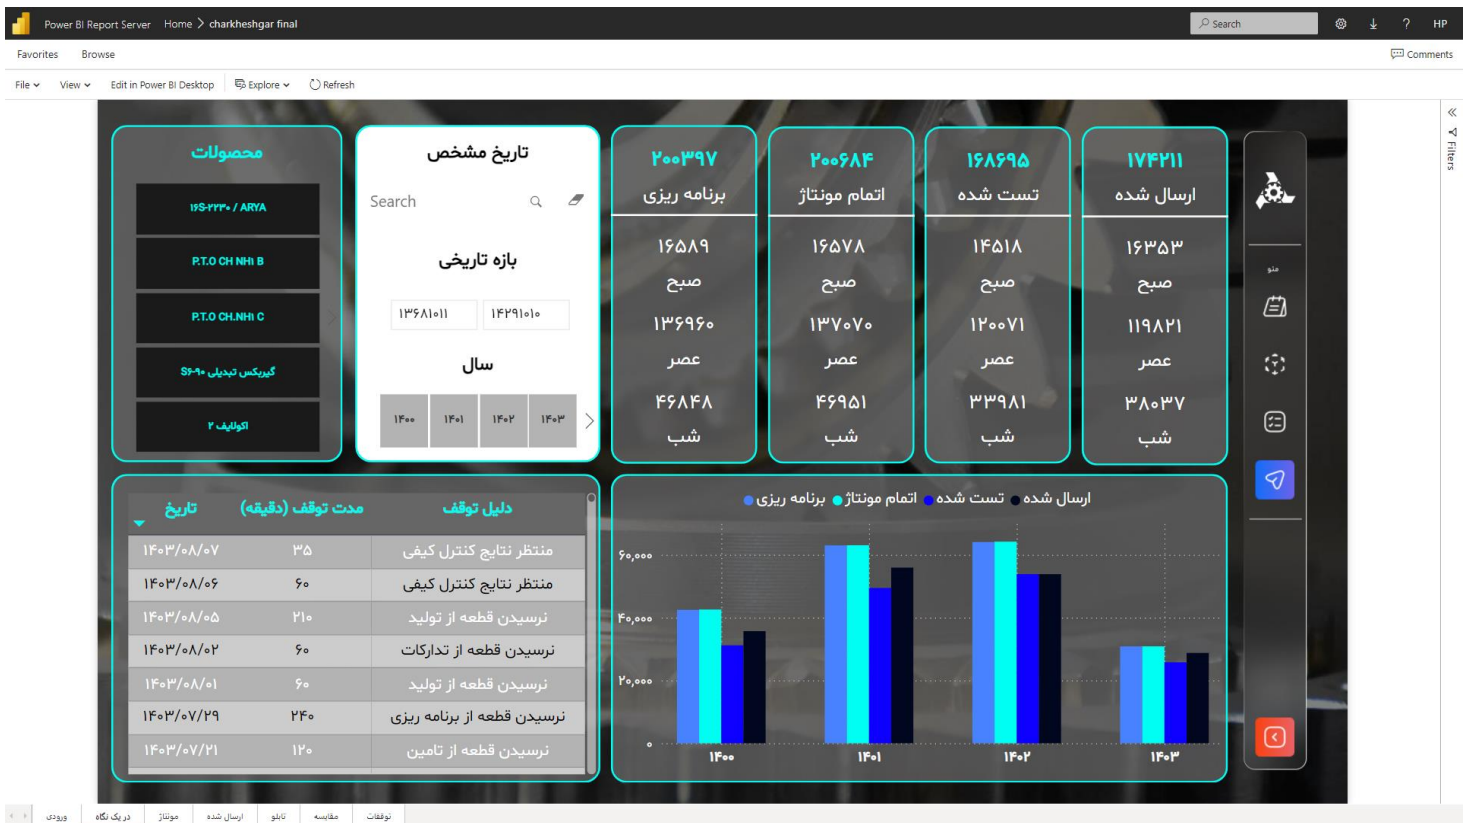 Power BI Report Server Home > charkheshgar final
Search
? HP
Favorites Browse
Comments
File View Edit in Power BI Desktop Explore Refresh
Filters
محصولات
۱۶S-۲۲۳۰ / ARYA
P.T.O CH NH۱ B
P.T.O CH.NH۱ C
گیربکس تبدیلی S۶-۹۰
اکولایف ۲
تاریخ مشخص
Search
بازه تاریخی
۱۳۶۸۱۰۱۱ ۱۴۲۹۱۰۱۰
سال
۱۴۰۰ ۱۴۰۱ ۱۴۰۲ ۱۴۰۳
۲۰۰۳۹۷
برنامه ریزی
۱۶۵۸۹
صبح
۱۳۶۹۶۰
عصر
۴۶۸۴۸
شب
۲۰۰۶۸۴
اتمام مونتاژ
۱۶۵۷۸
صبح
۱۳۷۰۷۰
عصر
۴۶۹۵۱
شب
۱۶۸۶۹۵
تست شده
۱۴۵۱۸
صبح
۱۲۰۰۷۱
عصر
۳۳۹۸۱
شب
۱۷۴۲۱۱
ارسال شده
۱۶۳۵۳
صبح
۱۱۹۸۲۱
عصر
۳۸۰۳۷
شب
منو
دلیل توقف مدت توقف (دقیقه) تاریخ
منتظر نتایج کنترل کیفی ۳۵ ۱۴۰۳/۰۸/۰۷
منتظر نتایج کنترل کیفی ۶۰ ۱۴۰۳/۰۸/۰۶
نرسیدن قطعه از تولید ۲۱۰ ۱۴۰۳/۰۸/۰۵
نرسیدن قطعه از تدارکات ۶۰ ۱۴۰۳/۰۸/۰۲
نرسیدن قطعه از تولید ۶۰ ۱۴۰۳/۰۸/۰۱
نرسیدن قطعه از برنامه ریزی ۲۴۰ ۱۴۰۳/۰۷/۲۹
نرسیدن قطعه از تامین ۱۲۰ ۱۴۰۳/۰۷/۲۱
ارسال شده تست شده اتمام مونتاژ برنامه ریزی
۶۰,۰۰۰
۴۰,۰۰۰
۲۰,۰۰۰
۰
۱۴۰۰ ۱۴۰۱ ۱۴۰۲ ۱۴۰۳
ورودی در یک نگاه مونتاژ ارسال شده تابلو مقایسه توقفات